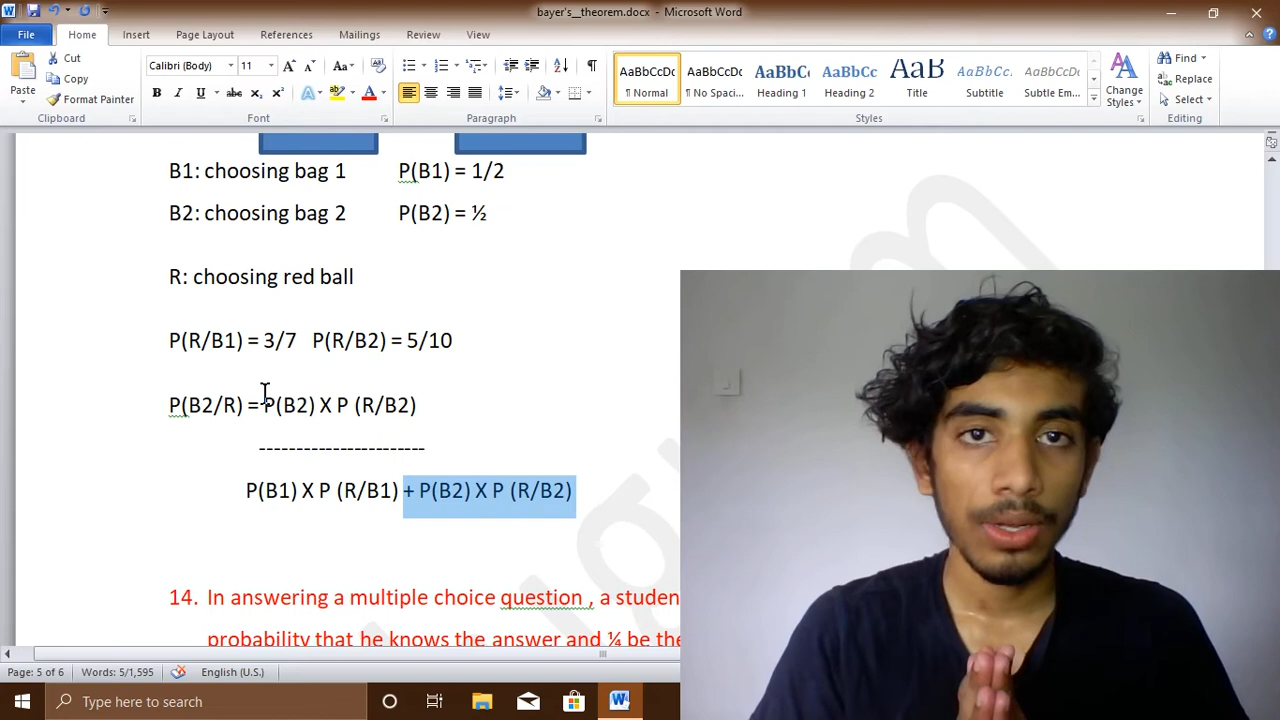 bayer's__theorem.docx - Microsoft Word
File Home Insert Page Layout References Mailings Review View
Cut
Copy
Format Painter
Paste
Clipboard
Calibri (Body) 11
Font
Paragraph
AaBbCcDc AaBbCcDc AaBbCc AaBbCc AaB AaBbCcL AaBbCcDc
¶ Normal ¶ No Spaci... Heading 1 Heading 2 Title Subtitle Subtle Em...
Styles
Change Styles
Find
Replace
Select
Editing
B1: choosing bag 1 P(B1) = 1/2
B2: choosing bag 2 P(B2) = ½
R: choosing red ball
P(R/B1) = 3/7 P(R/B2) = 5/10
P(B2/R) = P(B2) X P (R/B2)
----------------------
P(B1) X P (R/B1) + P(B2) X P (R/B2)
14. In answering a multiple choice question , a studen
probability that he knows the answer and ¼ be the
Page: 5 of 6 Words: 5/1,595 English (U.S.)
Type here to search